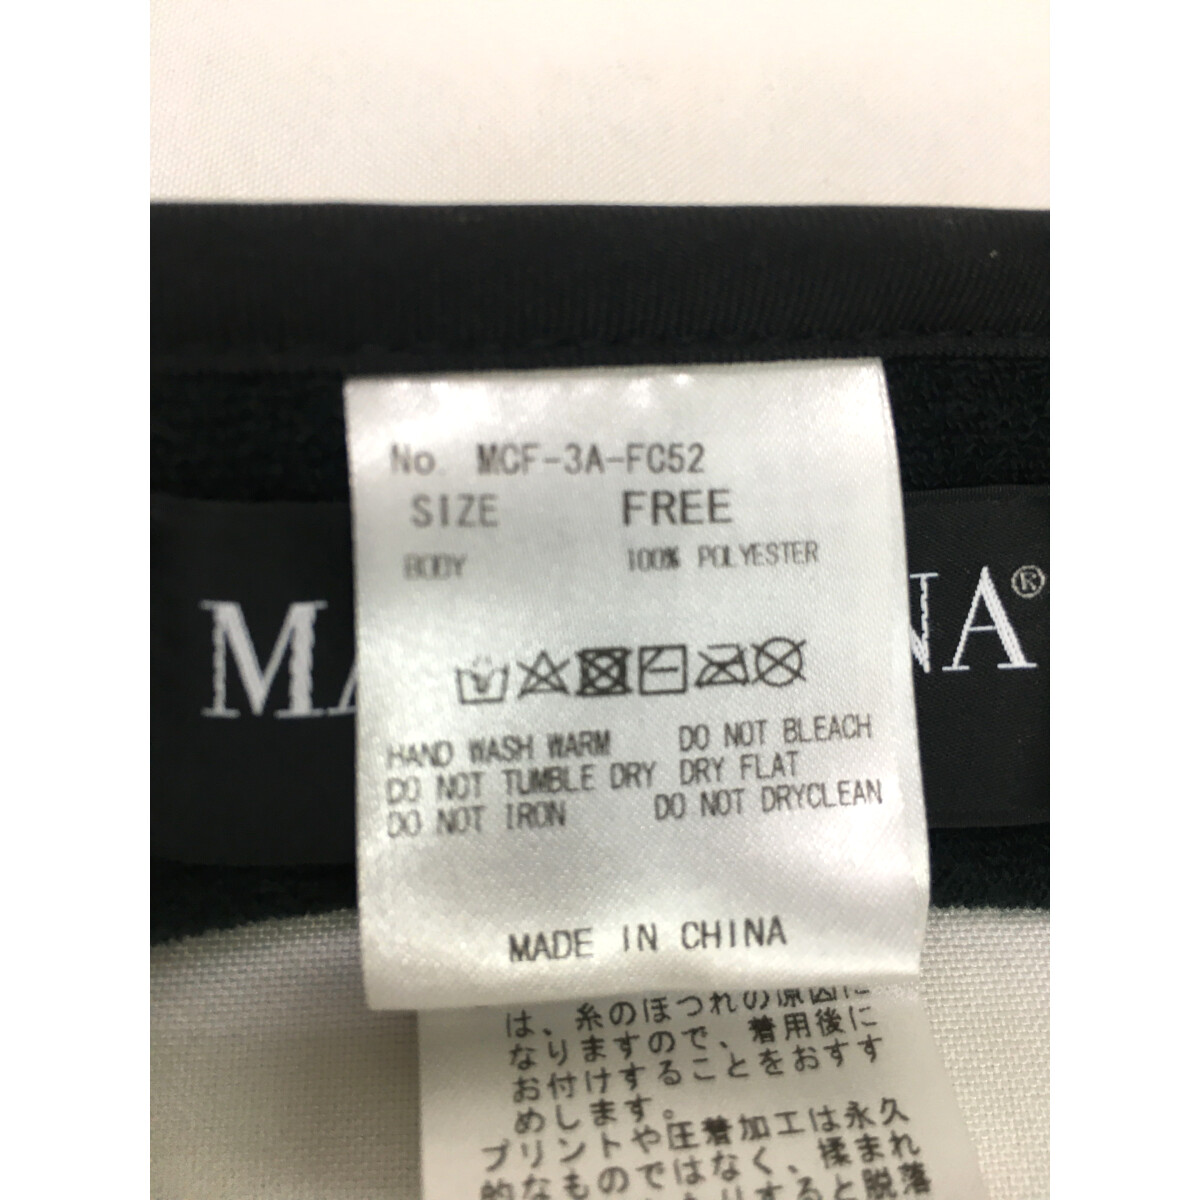 No. MCF-3A-FC52
SIZE FREE
BODY 100% POLYESTER
NA®
HAND WASH WARM DO NOT BLEACH
DO NOT TUMBLE DRY DRY FLAT
DO NOT IRON DO NOT DRYCLEAN
MADE IN CHINA
は、糸のほつれの原因に
なりますので、着用後に
お付けすることをおすす
めします。
プリントや圧着加工は永久
的なものではなく、揉まれ